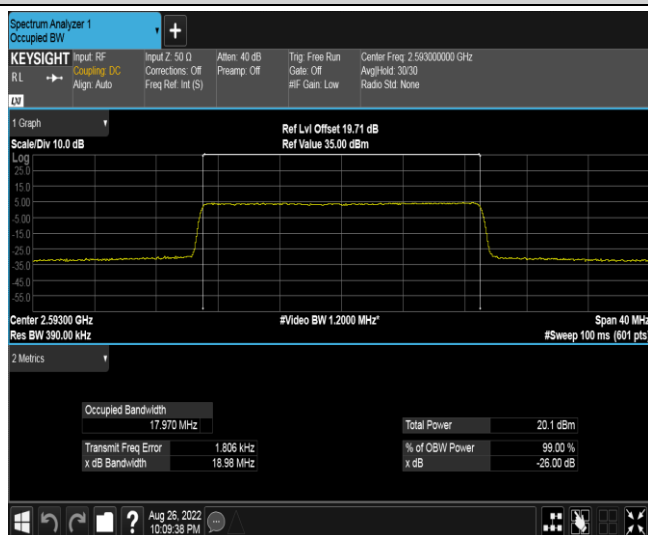 Spectrum Analyzer 1
Occupied BW
KEYSIGHT
R L
LXI
Input: RF
Coupling: DC
Align: Auto
Input Z: 50 Ω
Corrections: Off
Freq Ref: Int (S)
Atten: 40 dB
Preamp: Off
Trig: Free Run
Gate: Off
#IF Gain: Low
Center Freq: 2.593000000 GHz
Avg|Hold: 30/30
Radio Std: None
1 Graph
Scale/Div 10.0 dB
Ref Lvl Offset 19.71 dB
Ref Value 35.00 dBm
Log
25.0
15.0
5.00
-5.00
-15.0
-25.0
-35.0
-45.0
-55.0
Center 2.59300 GHz
Res BW 390.00 kHz
#Video BW 1.2000 MHz*
Span 40 MHz
#Sweep 100 ms (601 pts)
2 Metrics
Occupied Bandwidth
17.970 MHz
Transmit Freq Error 1.806 kHz
x dB Bandwidth 18.98 MHz
Total Power 20.1 dBm
% of OBW Power 99.00 %
x dB -26.00 dB
Aug 26, 2022
10:09:38 PM